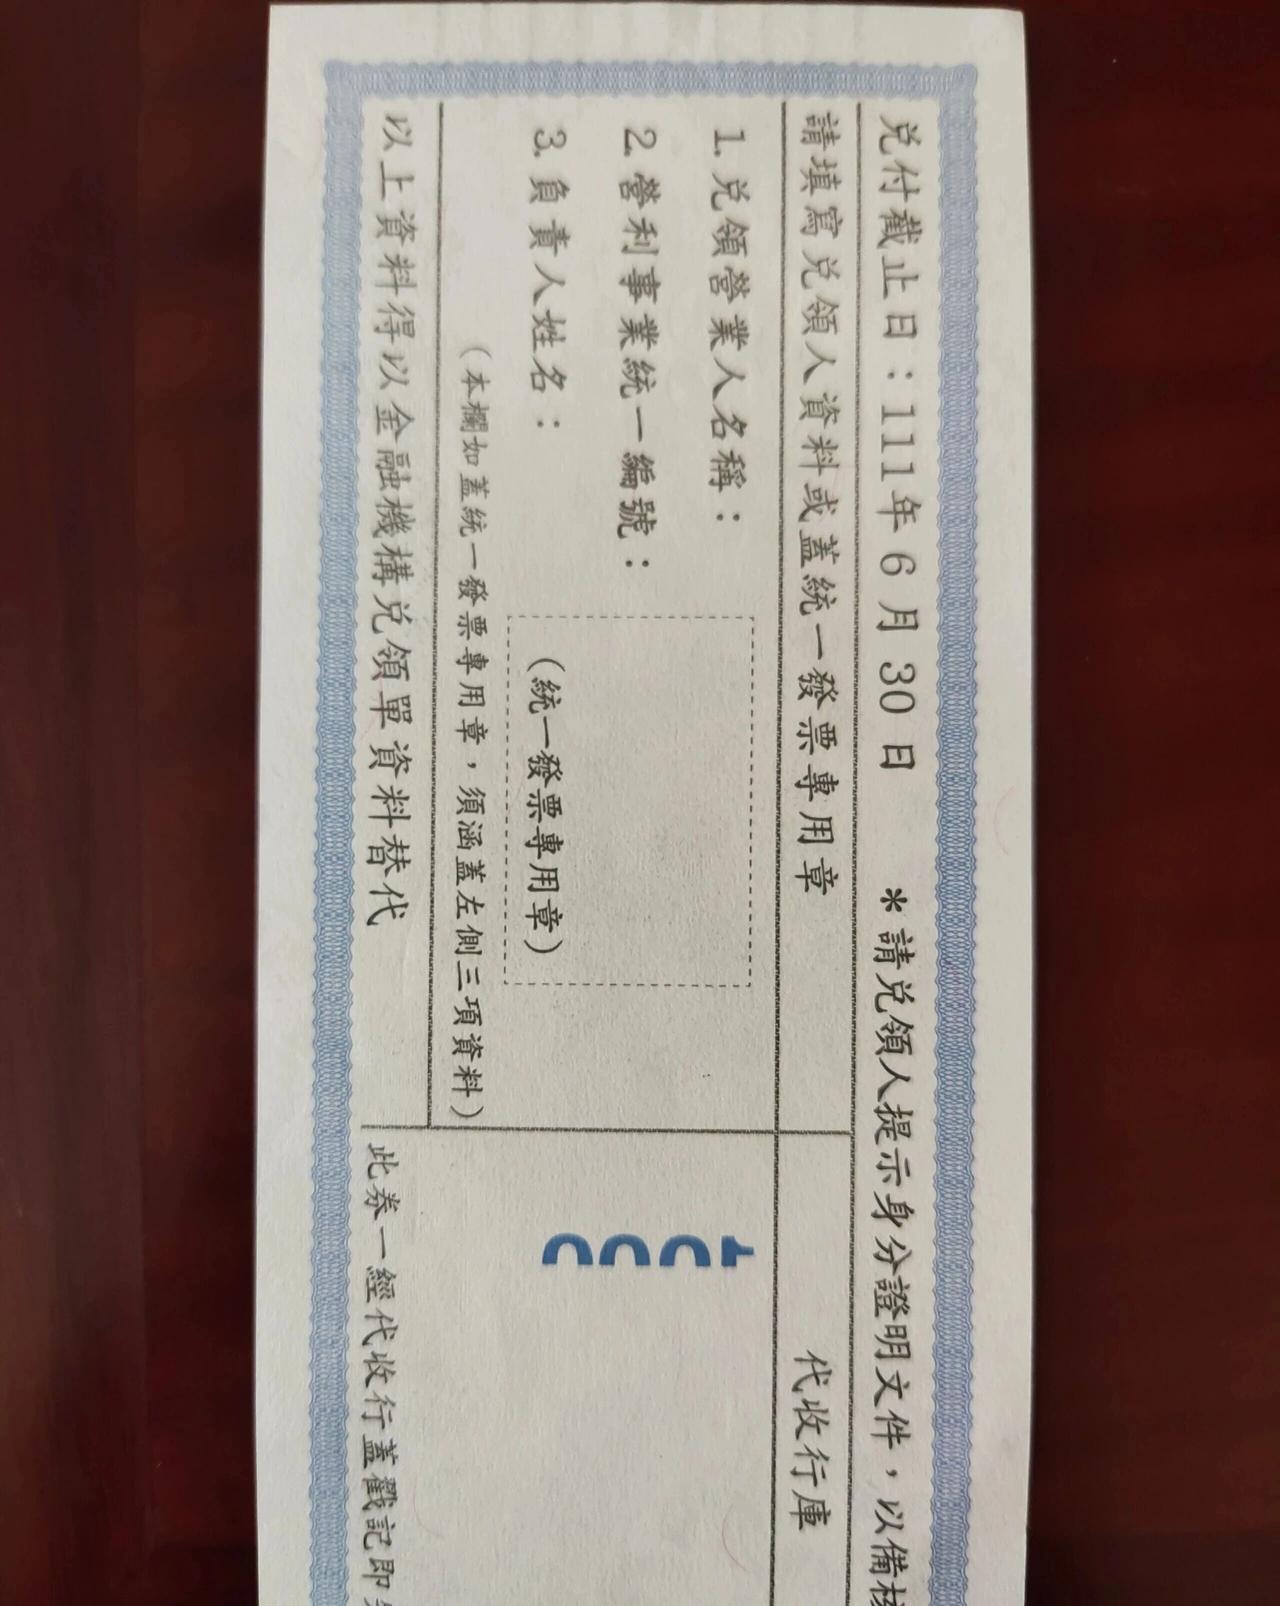 兌付截止日：111年6月30日　＊請兌領人提示身分證明文件，以備核
請填寫兌領人資料或蓋統一發票專用章
代收行庫
1.兌領營業人名稱：
2.營利事業統一編號：
3.負責人姓名：
（統一發票專用章）
（本欄如蓋統一發票專用章，須涵蓋左側三項資料）
以上資料得以金融機構兌領單資料替代
此券一經代收行蓋戳記即